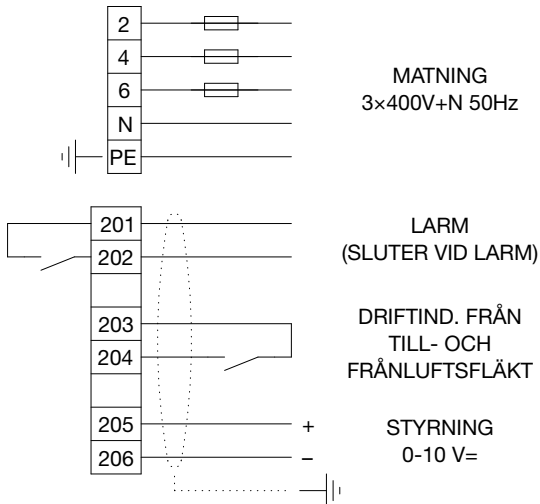 2
4
6
N
PE
MATNING
3×400V+N 50Hz
201
202
LARM
(SLUTER VID LARM)
203
204
DRIFTIND. FRÅN
TILL- OCH
FRÅNLUFTSFLÄKT
205 +
206 –
STYRNING
0-10 V=